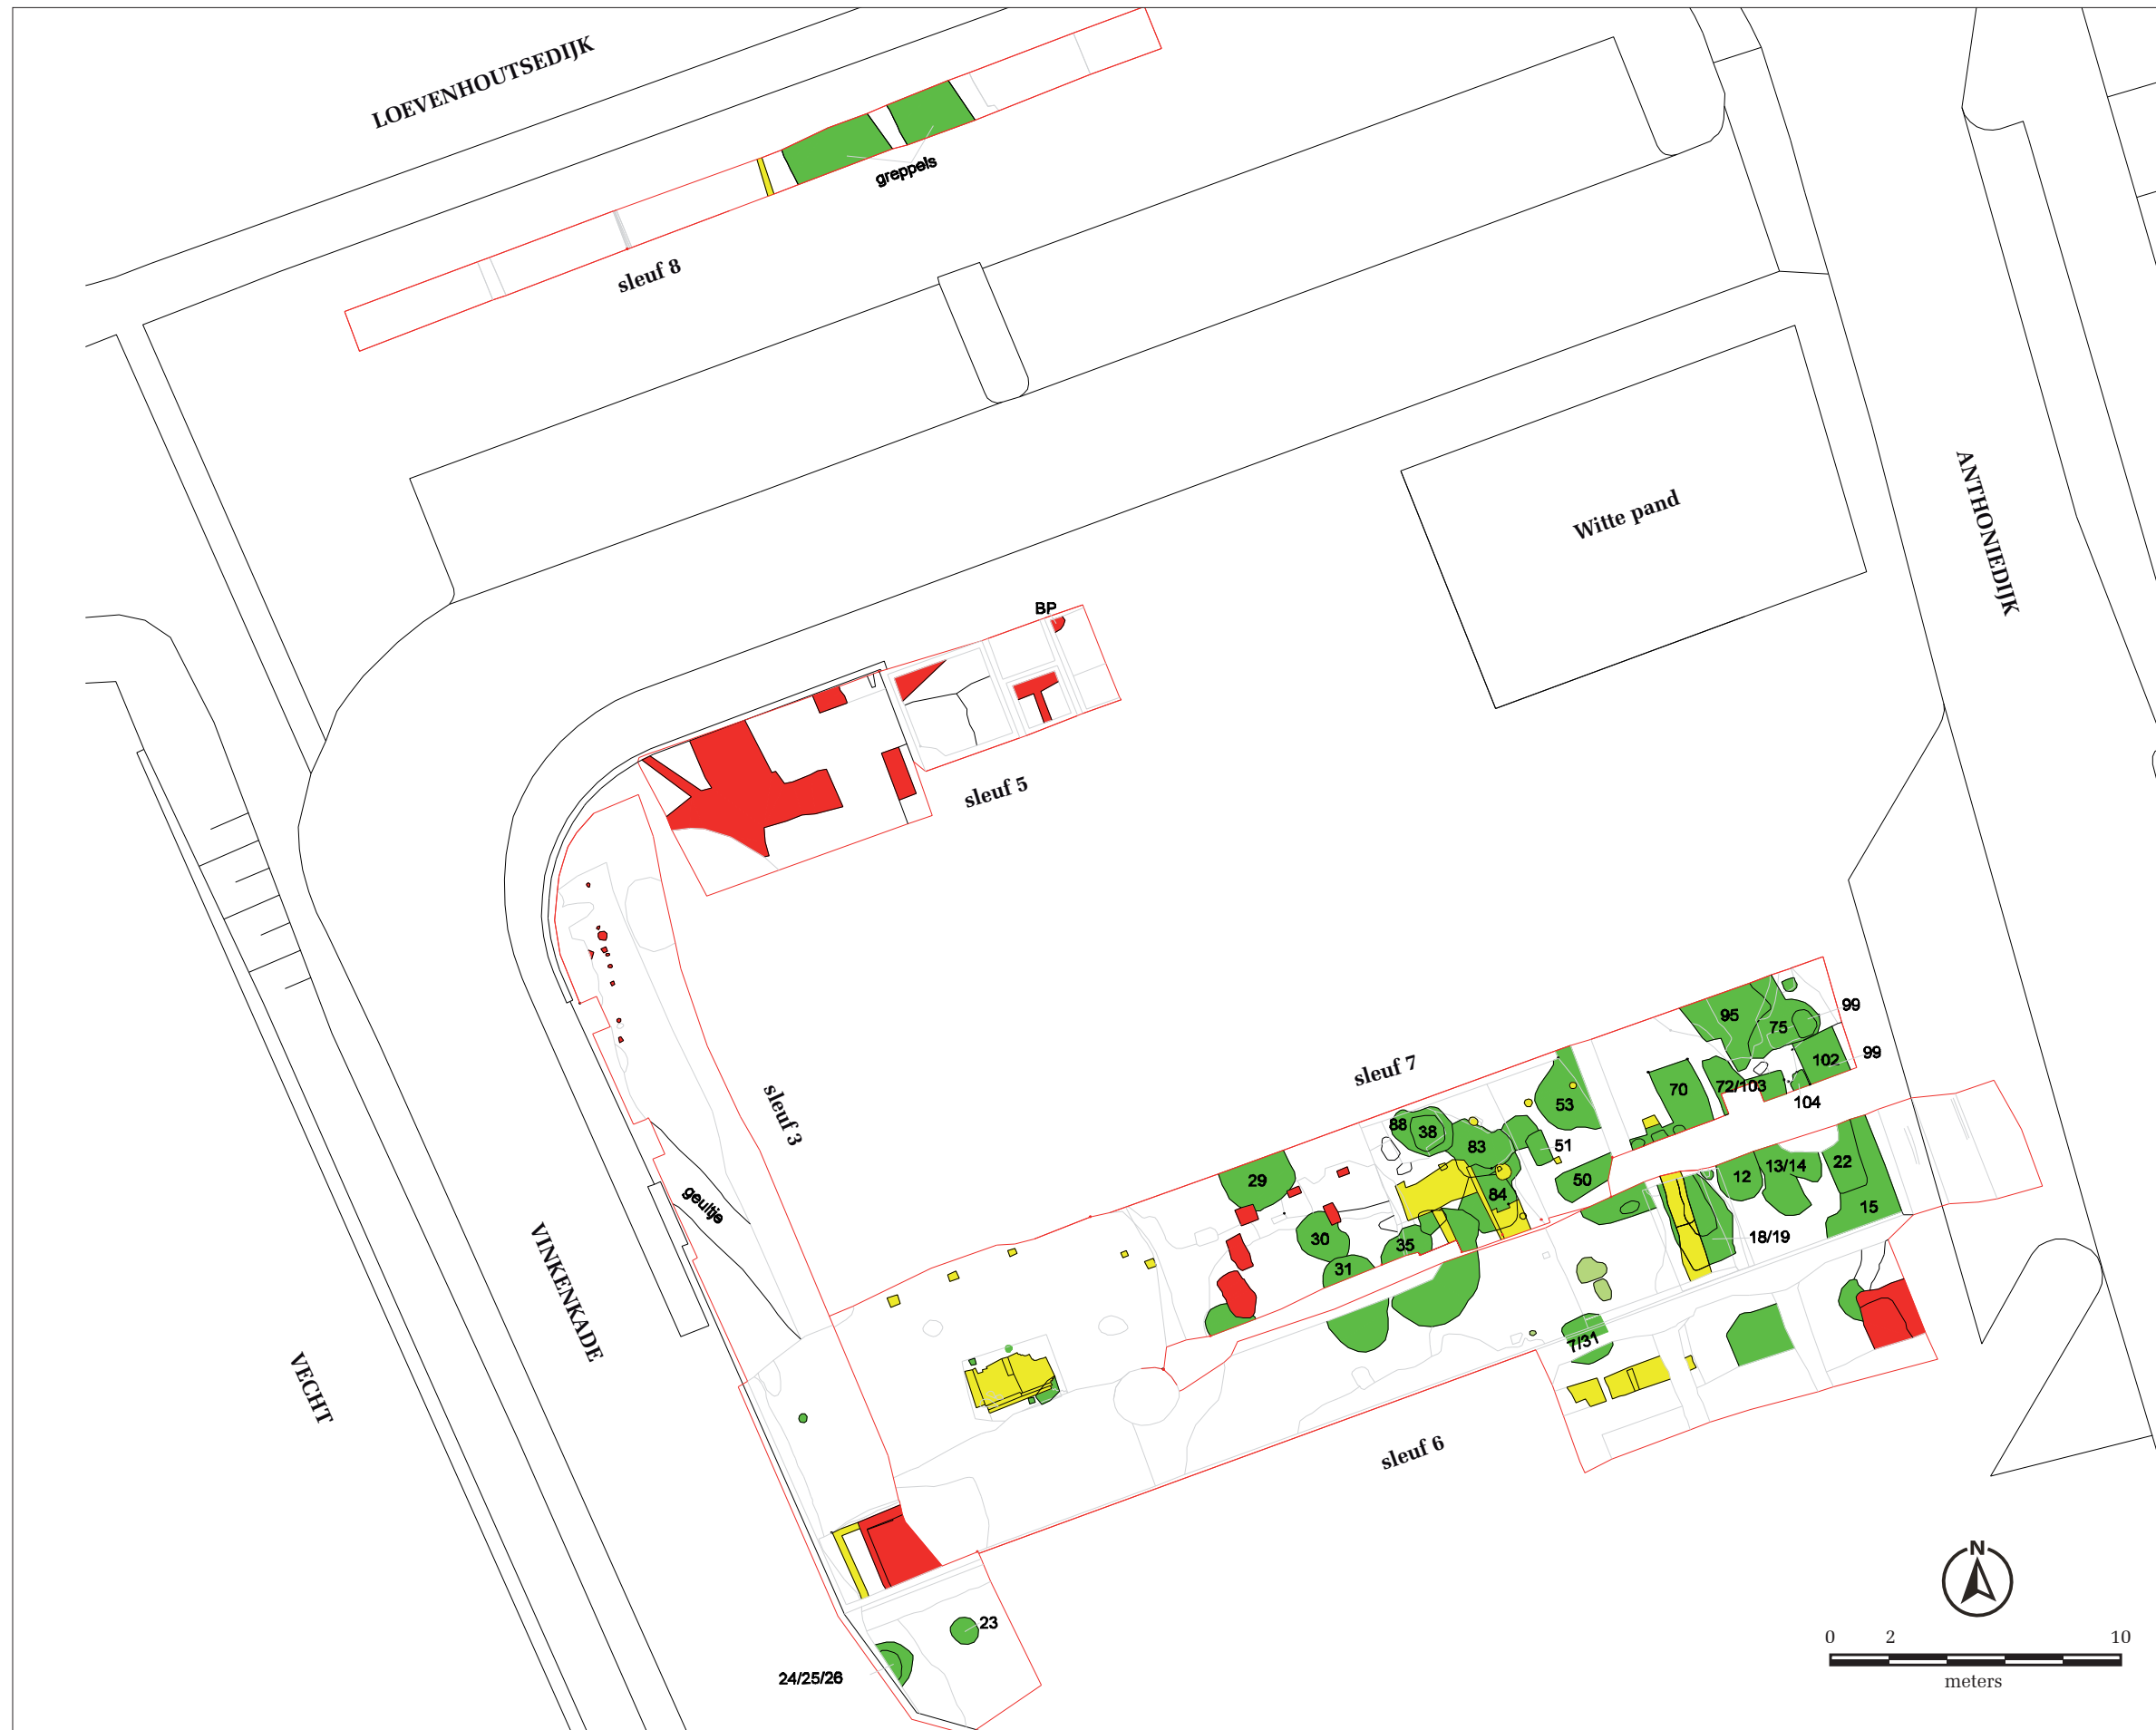 LOEVENHOUTSEDIJK
greppels
sleuf 8
ANTHONIEDIJK
Witte pand
BP
sleuf 5
sleuf 3
geultje
VINKENKADE
VECHT
sleuf 7
95
75
99
102
99
70
72/103
104
53
88
38
83
51
50
84
29
30
31
35
12
13/14
22
15
18/19
7/31
sleuf 6
23
24/25/26
N
0 2 10
meters